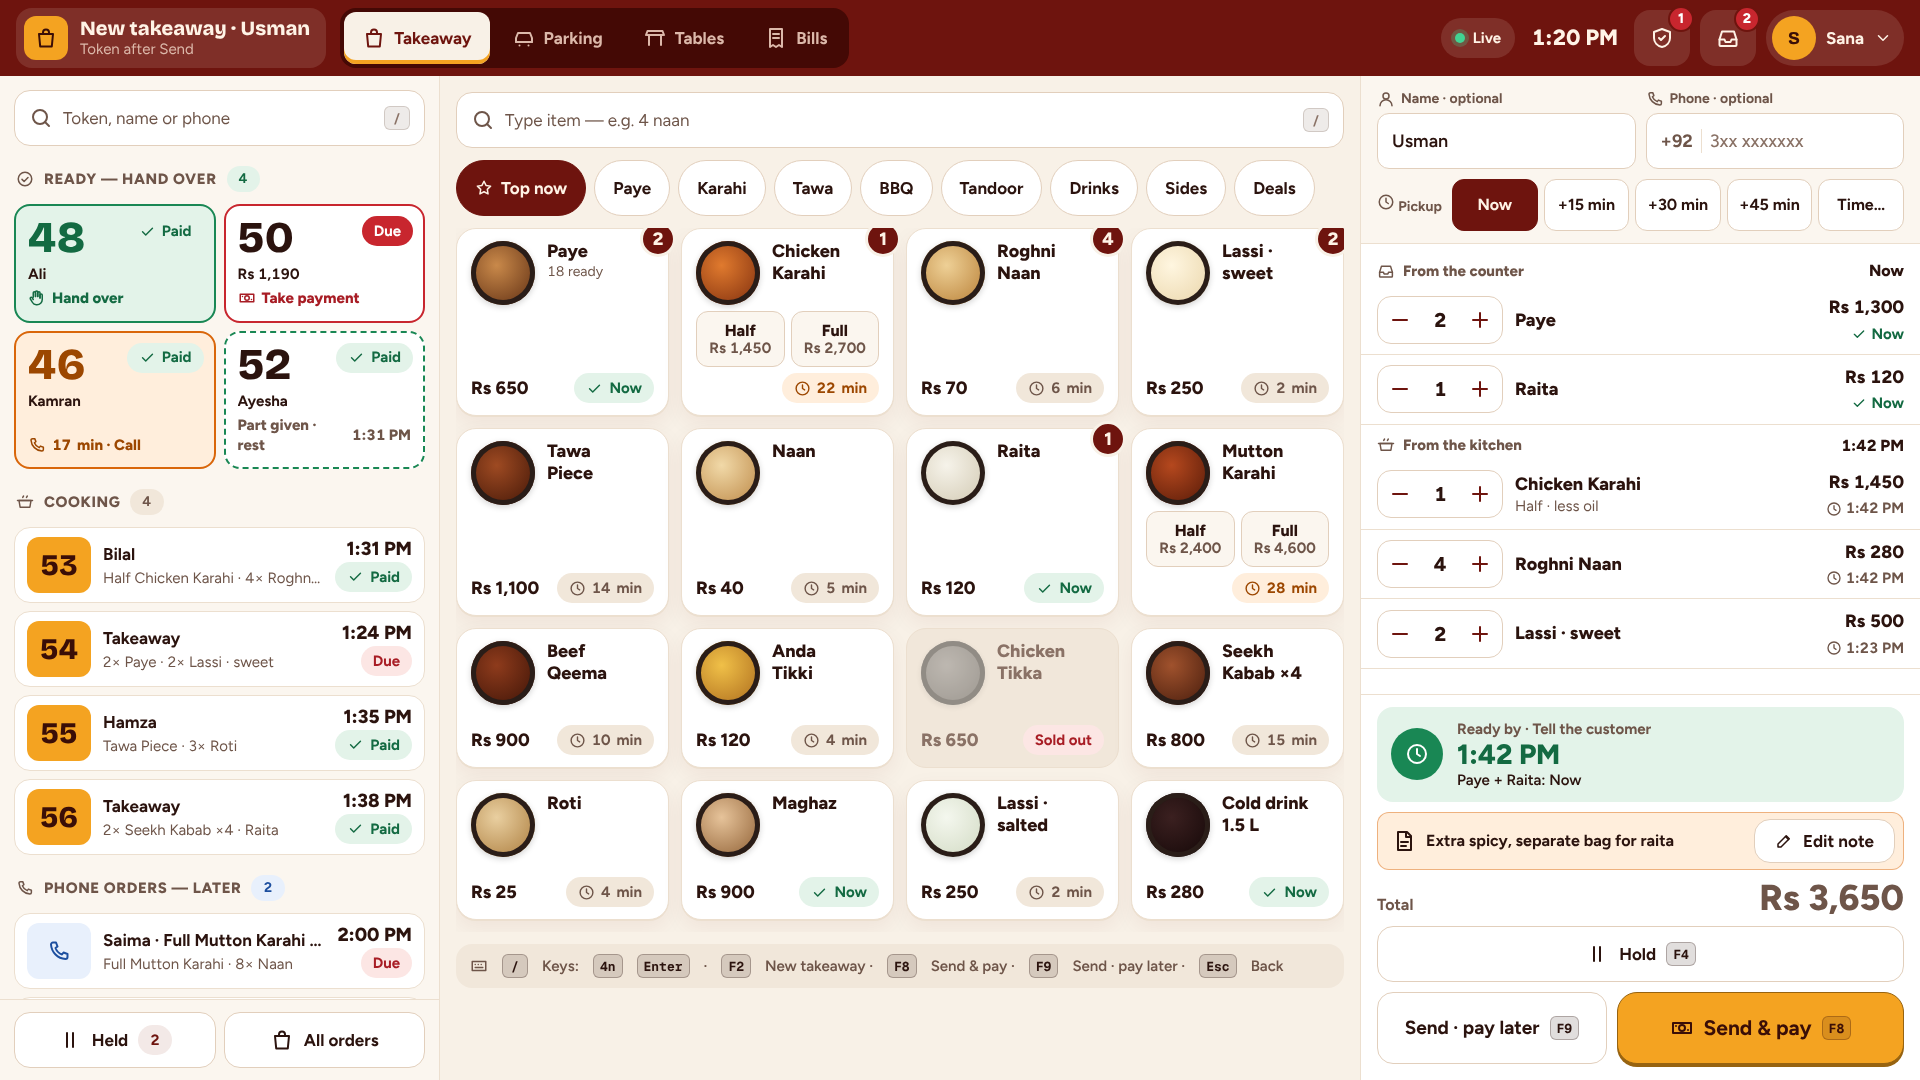 New takeaway · Usman
Token after Send
Takeaway
Parking
Tables
Bills
Live
1:20 PM
1
2
S
Sana
Token, name or phone
/
READY — HAND OVER 4
48
Paid
Ali
Hand over
50
Due
Rs 1,190
Take payment
46
Paid
Kamran
17 min · Call
52
Paid
Ayesha
Part given ·
rest
1:31 PM
COOKING 4
53
Bilal
1:31 PM
Half Chicken Karahi · 4× Roghn...
Paid
54
Takeaway
1:24 PM
2× Paye · 2× Lassi · sweet
Due
55
Hamza
1:35 PM
Tawa Piece · 3× Roti
Paid
56
Takeaway
1:38 PM
2× Seekh Kabab ×4 · Raita
Paid
PHONE ORDERS — LATER 2
Saima · Full Mutton Karahi ...
2:00 PM
Full Mutton Karahi · 8× Naan
Due
Held 2
All orders
Type item — e.g. 4 naan
/
Top now
Paye
Karahi
Tawa
BBQ
Tandoor
Drinks
Sides
Deals
Paye
18 ready
2
Rs 650
Now
Chicken
Karahi
1
Half
Rs 1,450
Full
Rs 2,700
22 min
Roghni
Naan
4
Rs 70
6 min
Lassi ·
sweet
2
Rs 250
2 min
Tawa
Piece
Rs 1,100
14 min
Naan
Rs 40
5 min
Raita
1
Rs 120
Now
Mutton
Karahi
Half
Rs 2,400
Full
Rs 4,600
28 min
Beef
Qeema
Rs 900
10 min
Anda
Tikki
Rs 120
4 min
Chicken
Tikka
Rs 650
Sold out
Seekh
Kabab ×4
Rs 800
15 min
Roti
Rs 25
4 min
Maghaz
Rs 900
Now
Lassi ·
salted
Rs 250
2 min
Cold drink
1.5 L
Rs 280
Now
/ Keys: 4n Enter · F2 New takeaway · F8 Send & pay · F9 Send · pay later · Esc Back
Name · optional
Usman
Phone · optional
+92 3xx xxxxxxx
Pickup
Now
+15 min
+30 min
+45 min
Time...
From the counter
Now
2
Paye
Rs 1,300
Now
1
Raita
Rs 120
Now
From the kitchen
1:42 PM
1
Chicken Karahi
Half · less oil
Rs 1,450
1:42 PM
4
Roghni Naan
Rs 280
1:42 PM
2
Lassi · sweet
Rs 500
1:23 PM
Ready by · Tell the customer
1:42 PM
Paye + Raita: Now
Extra spicy, separate bag for raita
Edit note
Total
Rs 3,650
Hold F4
Send · pay later F9
Send & pay F8